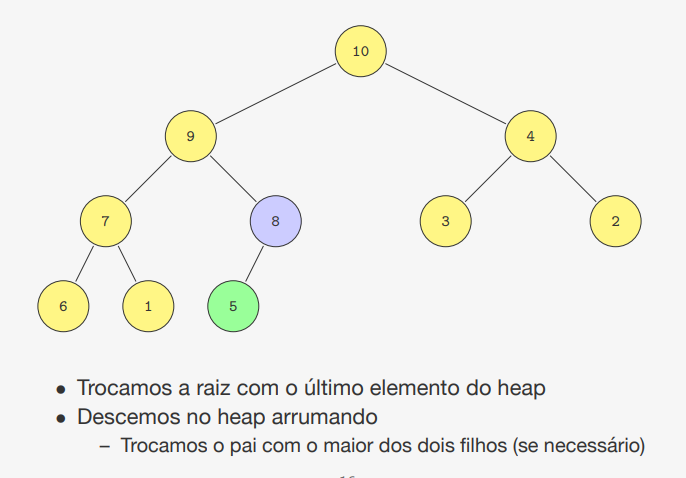 10
9 4
7 8 3 2
6 1 5
● Trocamos a raiz com o último elemento do heap
● Descemos no heap arrumando
– Trocamos o pai com o maior dos dois filhos (se necessário)